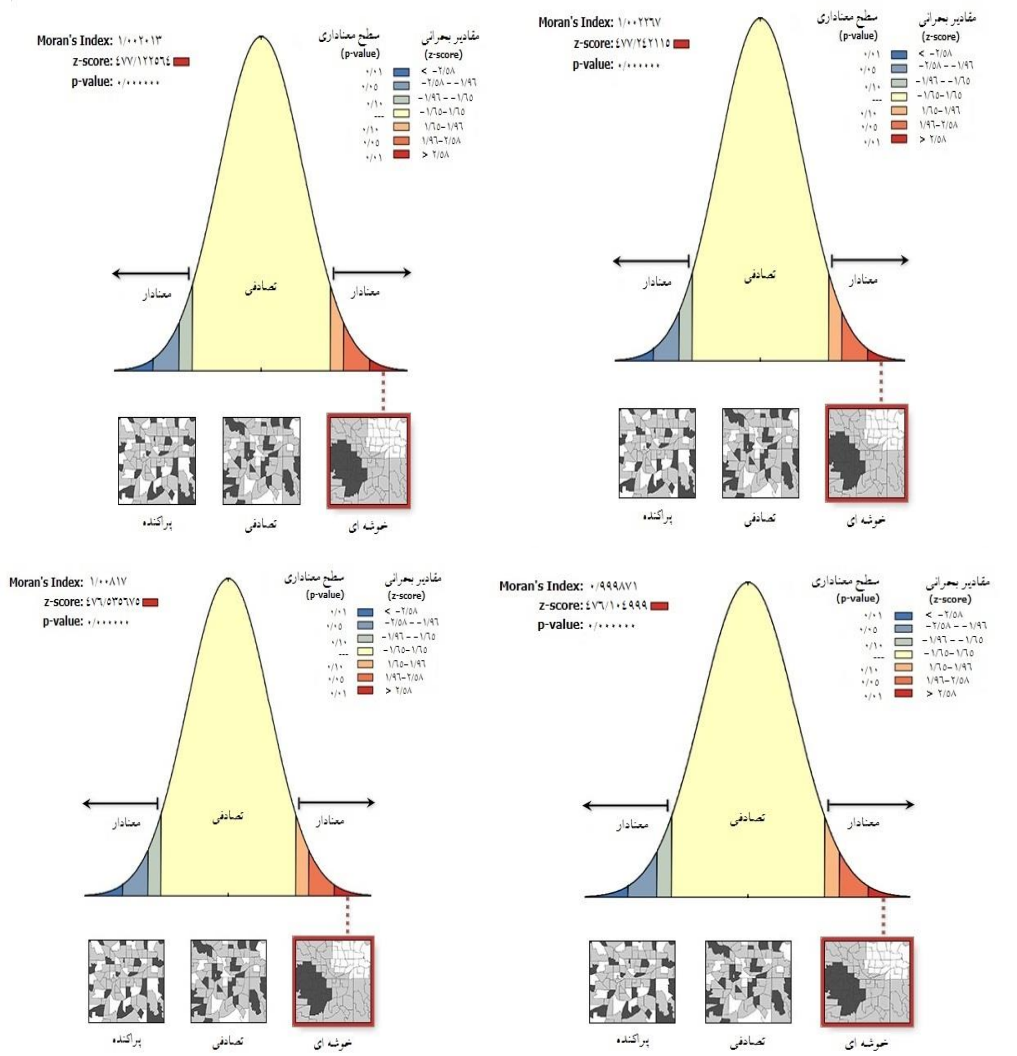 Moran's Index: ۱/۰۰۲۰۱۳
z-score: ٤۷۷/۱۲۲٥٦٤
p-value: ۰/۰۰۰۰۰۰
سطح معناداری
(p-value)
مقادیر بحرانی
(z-score)
۰/۰۱ < -۲/٥۸
۰/۰٥ -۲/٥۸ - -۱/۹٦
۰/۱۰ -۱/۹٦ - -۱/٦٥
--- -۱/٦٥-۱/٦٥
۰/۱۰ ۱/٦٥-۱/۹٦
۰/۰٥ ۱/۹٦-۲/٥۸
۰/۰۱ > ۲/٥۸
معنادار
تصادفی
معنادار
پراکنده
تصادفی
خوشه ای
Moran's Index: ۱/۰۰۲۲٦۷
z-score: ٤۷۷/۲٤۲۱۱٥
p-value: ۰/۰۰۰۰۰۰
سطح معناداری
(p-value)
مقادیر بحرانی
(z-score)
۰/۰۱ < -۲/٥۸
۰/۰٥ -۲/٥۸ - -۱/۹٦
۰/۱۰ -۱/۹٦ - -۱/٦٥
--- -۱/٦٥-۱/٦٥
۰/۱۰ ۱/٦٥-۱/۹٦
۰/۰٥ ۱/۹٦-۲/٥۸
۰/۰۱ > ۲/٥۸
معنادار
تصادفی
معنادار
پراکنده
تصادفی
خوشه ای
Moran's Index: ۱/۰۰۸۱۷
z-score: ٤۷٦/٥۳٥٦۷٥
p-value: ۰/۰۰۰۰۰۰
سطح معناداری
(p-value)
مقادیر بحرانی
(z-score)
۰/۰۱ < -۲/٥۸
۰/۰٥ -۲/٥۸ - -۱/۹٦
۰/۱۰ -۱/۹٦ - -۱/٦٥
--- -۱/٦٥-۱/٦٥
۰/۱۰ ۱/٦٥-۱/۹٦
۰/۰٥ ۱/۹٦-۲/٥۸
۰/۰۱ > ۲/٥۸
معنادار
تصادفی
معنادار
پراکنده
تصادفی
خوشه ای
Moran's Index: ۰/۹۹۹۸۷۱
z-score: ٤۷٦/۱۰٤۹۹۹
p-value: ۰/۰۰۰۰۰۰
سطح معناداری
(p-value)
مقادیر بحرانی
(z-score)
۰/۰۱ < -۲/٥۸
۰/۰٥ -۲/٥۸ - -۱/۹٦
۰/۱۰ -۱/۹٦ - -۱/٦٥
--- -۱/٦٥-۱/٦٥
۰/۱۰ ۱/٦٥-۱/۹٦
۰/۰٥ ۱/۹٦-۲/٥۸
۰/۰۱ > ۲/٥۸
معنادار
تصادفی
معنادار
پراکنده
تصادفی
خوشه ای